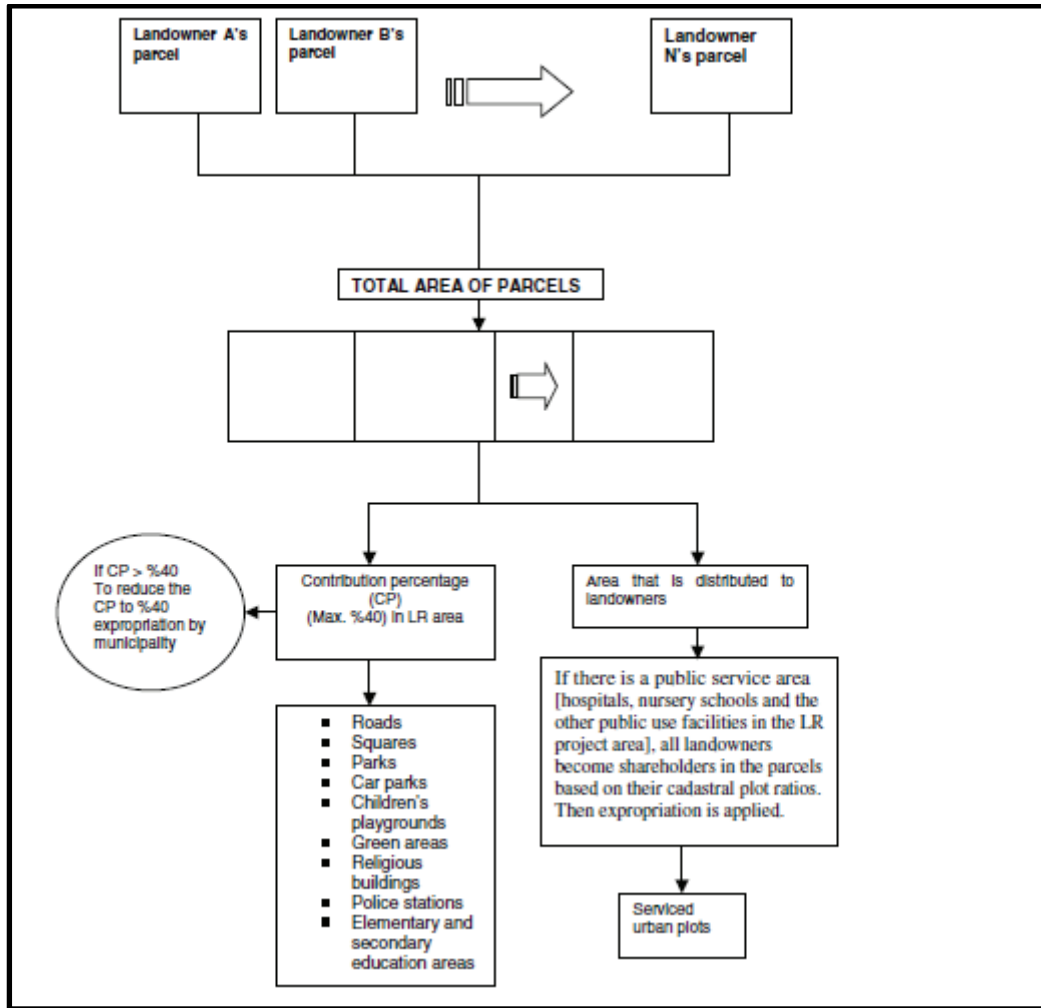 Landowner A's
parcel
Landowner B's
parcel
Landowner
N's parcel
TOTAL AREA OF PARCELS
If CP > %40
To reduce the
CP to %40
expropriation by
municipality
Contribution percentage
(CP)
(Max. %40) in LR area
Area that is distributed to
landowners
▪ Roads
▪ Squares
▪ Parks
▪ Car parks
▪ Children's
playgrounds
▪ Green areas
▪ Religious
buildings
▪ Police stations
▪ Elementary and
secondary
education areas
If there is a public service area
[hospitals, nursery schools and the
other public use facilities in the LR
project area], all landowners
become shareholders in the parcels
based on their cadastral plot ratios.
Then expropriation is applied.
Serviced
urban plots